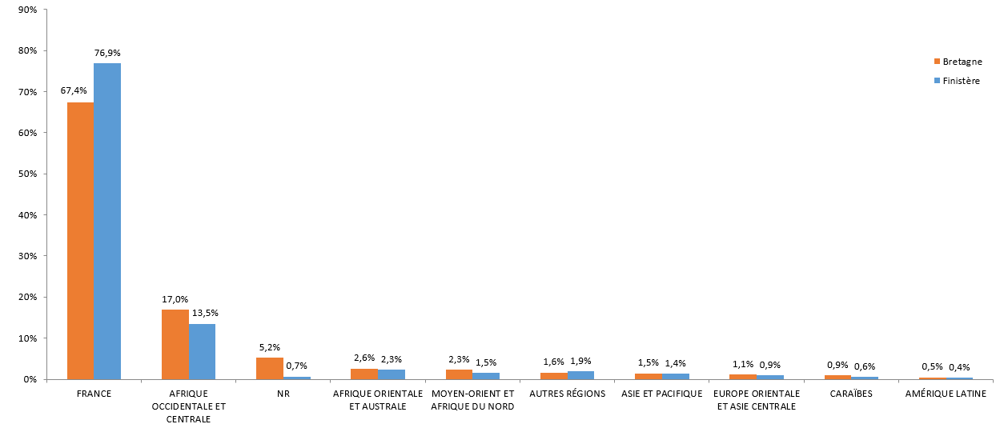 90%
80%
70%
60%
50%
40%
30%
20%
10%
0%
67,4%
76,9%
17,0%
13,5%
5,2%
0,7%
2,6%
2,3%
2,3%
1,5%
1,6%
1,9%
1,5%
1,4%
1,1%
0,9%
0,9%
0,6%
0,5%
0,4%
Bretagne
Finistère
FRANCE
AFRIQUE
OCCIDENTALE ET
CENTRALE
NR
AFRIQUE ORIENTALE
ET AUSTRALE
MOYEN-ORIENT ET
AFRIQUE DU NORD
AUTRES RÉGIONS
ASIE ET PACIFIQUE
EUROPE ORIENTALE
ET ASIE CENTRALE
CARAÏBES
AMÉRIQUE LATINE